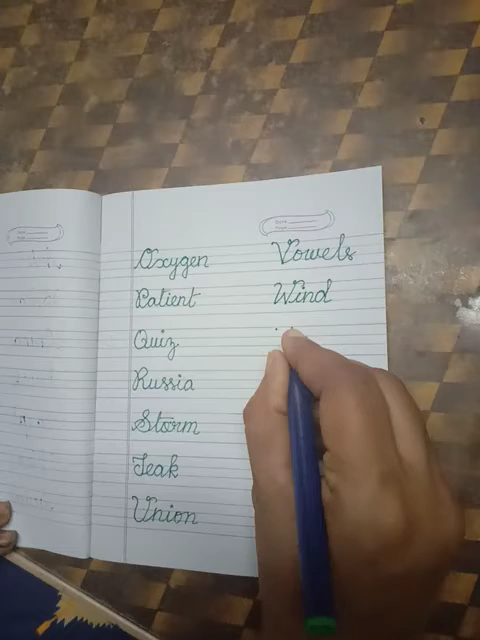 Oxygen
Patient
Quiz
Russia
Storm
Teak
Union
Vowels
Wind